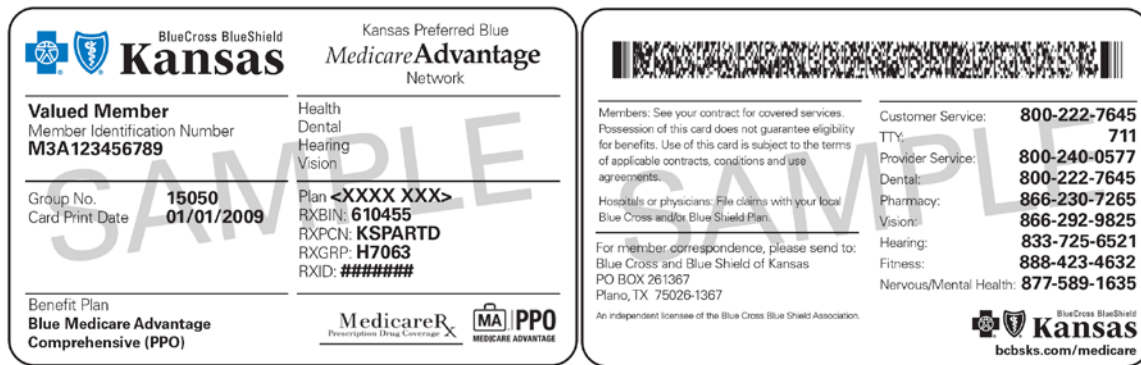 BlueCross BlueShield
Kansas
Kansas Preferred Blue
Medicare Advantage
Network
Valued Member
Member Identification Number
M3A123456789
Health
Dental
Hearing
Vision
Group No. 15050
Card Print Date 01/01/2009
Plan <XXXX XXX>
RXBIN: 610455
RXPCN: KSPARTD
RXGRP: H7063
RXID: #######
Benefit Plan
Blue Medicare Advantage
Comprehensive (PPO)
MedicareRx
Prescription Drug Coverage
MA PPO
MEDICARE ADVANTAGE
SAMPLE
Members: See your contract for covered services.
Possession of this card does not guarantee eligibility
for benefits. Use of this card is subject to the terms
of applicable contracts, conditions and use
agreements.
Hospitals or physicians: File claims with your local
Blue Cross and/or Blue Shield Plan.
For member correspondence, please send to:
Blue Cross and Blue Shield of Kansas
PO BOX 261367
Plano, TX 75026-1367
An independent licensee of the Blue Cross Blue Shield Association.
Customer Service: 800-222-7645
TTY: 711
Provider Service: 800-240-0577
Dental: 800-222-7645
Pharmacy: 866-230-7265
Vision: 866-292-9825
Hearing: 833-725-6521
Fitness: 888-423-4632
Nervous/Mental Health: 877-589-1635
BlueCross BlueShield
Kansas
bcbsks.com/medicare
SAMPLE